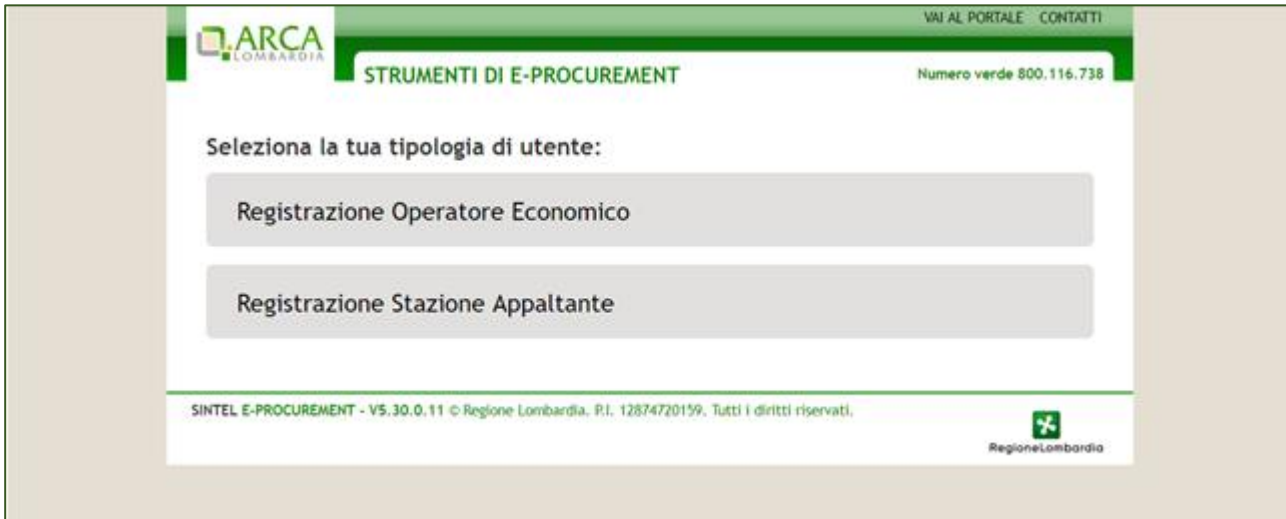 VAI AL PORTALE CONTATTI
ARCA
LOMBARDIA
STRUMENTI DI E-PROCUREMENT
Numero verde 800.116.738
Seleziona la tua tipologia di utente:
Registrazione Operatore Economico
Registrazione Stazione Appaltante
SINTEL E-PROCUREMENT - V5.30.0.11 © Regione Lombardia. P.I. 12874720159. Tutti i diritti riservati.
RegioneLombardia